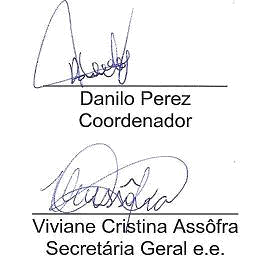 Danilo Perez
Coordenador
Viviane Cristina Assôfra
Secretária Geral e.e.